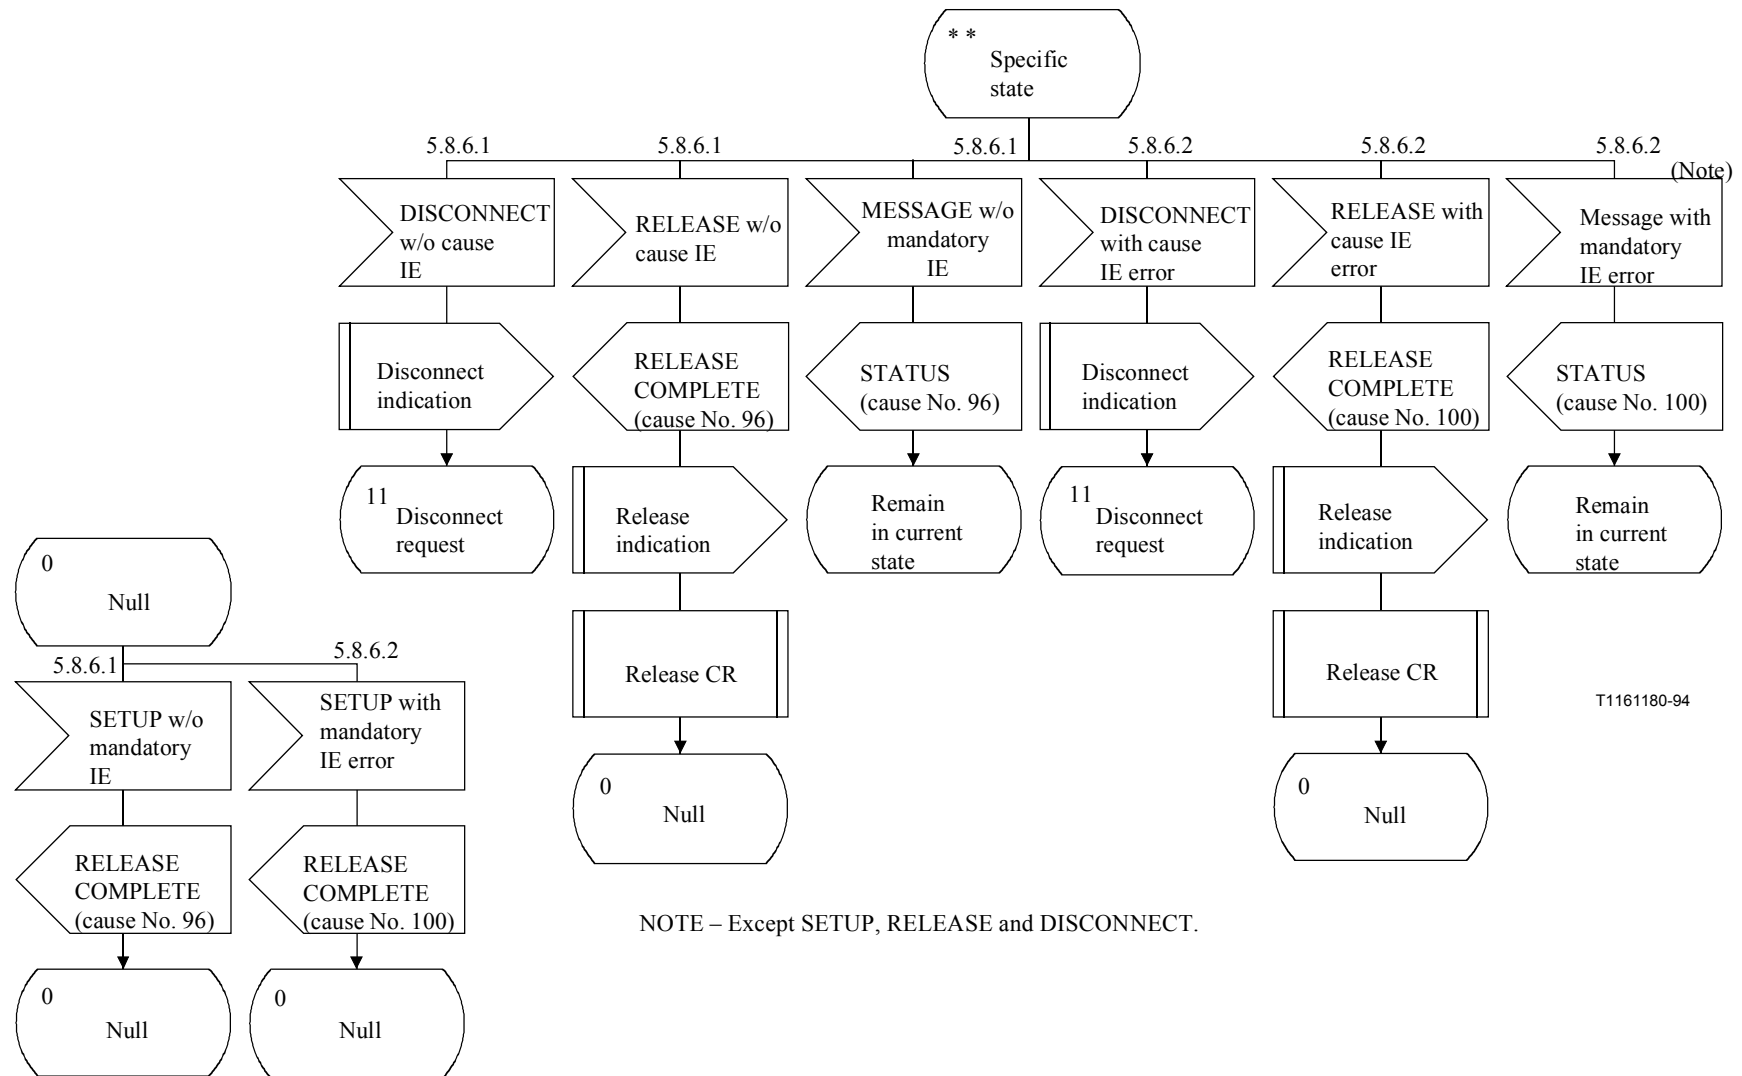 * *
Specific
state
5.8.6.1
5.8.6.1
5.8.6.1
5.8.6.2
5.8.6.2
5.8.6.2
(Note)
DISCONNECT
w/o cause
IE
RELEASE w/o
cause IE
MESSAGE w/o
mandatory
IE
DISCONNECT
with cause
IE error
RELEASE with
cause IE
error
Message with
mandatory
IE error
Disconnect
indication
RELEASE
COMPLETE
(cause No. 96)
STATUS
(cause No. 96)
Disconnect
indication
RELEASE
COMPLETE
(cause No. 100)
STATUS
(cause No. 100)
11
Disconnect
request
Release
indication
Remain
in current
state
11
Disconnect
request
Release
indication
Remain
in current
state
Release CR
Release CR
0
Null
0
Null
0
Null
5.8.6.1
5.8.6.2
SETUP w/o
mandatory
IE
SETUP with
mandatory
IE error
RELEASE
COMPLETE
(cause No. 96)
RELEASE
COMPLETE
(cause No. 100)
0
Null
0
Null
T1161180-94
NOTE – Except SETUP, RELEASE and DISCONNECT.